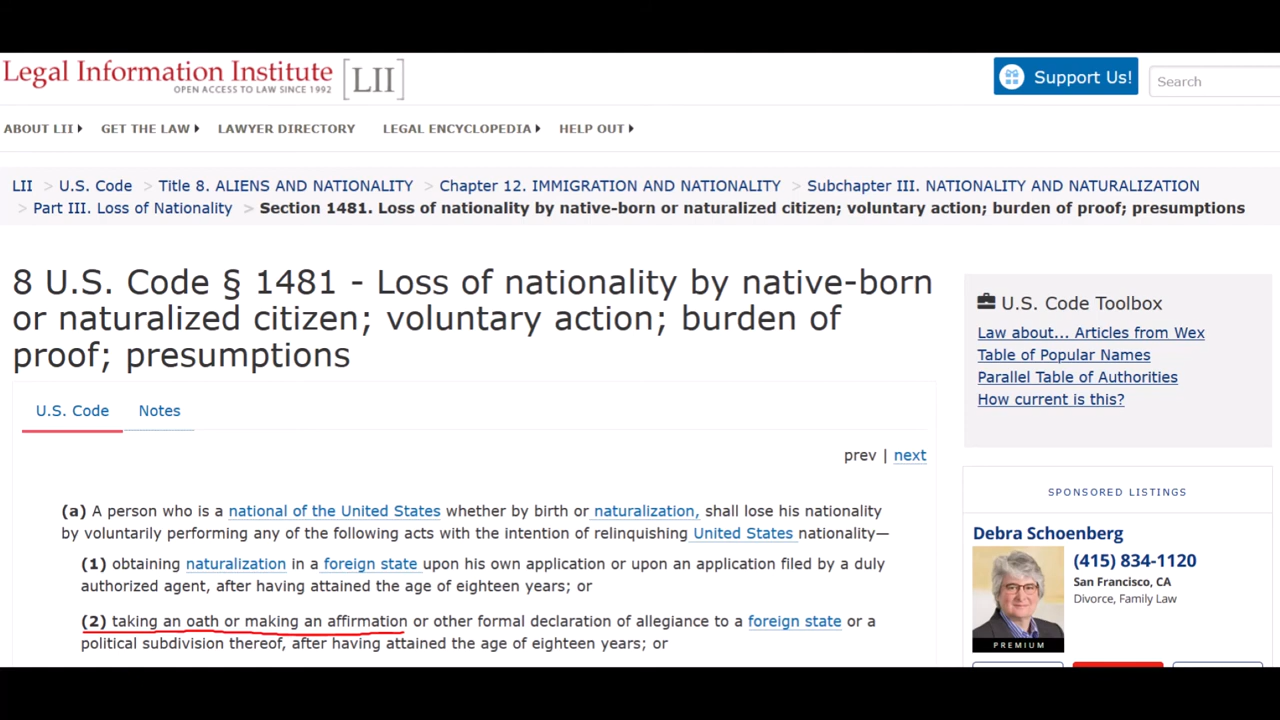 Legal Information Institute [LII]
OPEN ACCESS TO LAW SINCE 1992
Support Us!
Search
ABOUT LII GET THE LAW LAWYER DIRECTORY LEGAL ENCYCLOPEDIA HELP OUT
LII > U.S. Code > Title 8. ALIENS AND NATIONALITY > Chapter 12. IMMIGRATION AND NATIONALITY > Subchapter III. NATIONALITY AND NATURALIZATION
> Part III. Loss of Nationality > Section 1481. Loss of nationality by native-born or naturalized citizen; voluntary action; burden of proof; presumptions
8 U.S. Code § 1481 - Loss of nationality by native-born
or naturalized citizen; voluntary action; burden of
proof; presumptions
U.S. Code Notes
prev | next
(a) A person who is a national of the United States whether by birth or naturalization, shall lose his nationality
by voluntarily performing any of the following acts with the intention of relinquishing United States nationality—
(1) obtaining naturalization in a foreign state upon his own application or upon an application filed by a duly
authorized agent, after having attained the age of eighteen years; or
(2) taking an oath or making an affirmation or other formal declaration of allegiance to a foreign state or a
political subdivision thereof, after having attained the age of eighteen years; or
U.S. Code Toolbox
Law about... Articles from Wex
Table of Popular Names
Parallel Table of Authorities
How current is this?
SPONSORED LISTINGS
Debra Schoenberg
(415) 834-1120
San Francisco, CA
Divorce, Family Law
PREMIUM